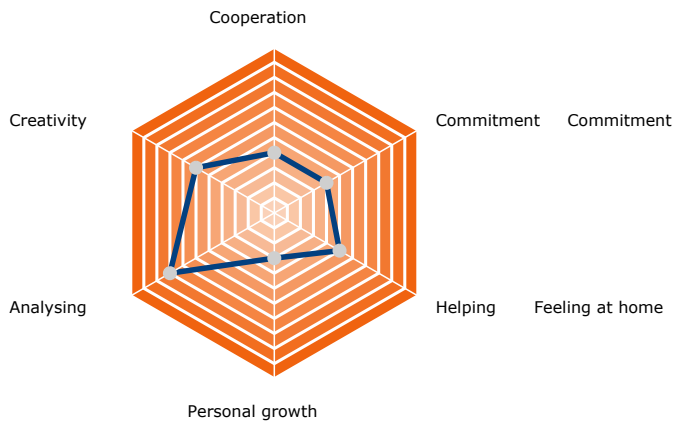 Cooperation
Creativity
Commitment Commitment
Analysing
Helping Feeling at home
Personal growth